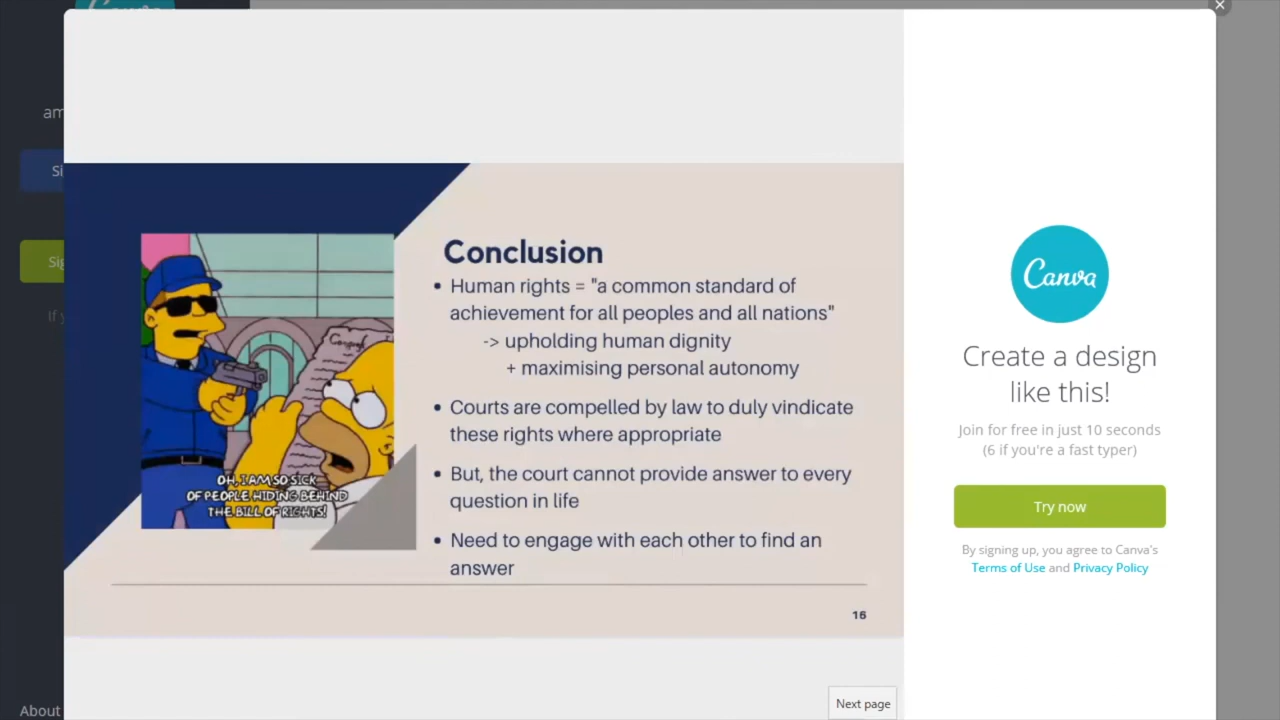 Canva
×
am
Si
Sig
If y
About
Conclusion
• Human rights = "a common standard of
achievement for all peoples and all nations"
-> upholding human dignity
+ maximising personal autonomy
• Courts are compelled by law to duly vindicate
these rights where appropriate
• But, the court cannot provide answer to every
question in life
• Need to engage with each other to find an
answer
OH, I AM SO SICK
OF PEOPLE HIDING BEHIND
THE BILL OF RIGHTS!
16
Next page
Canva
Create a design
like this!
Join for free in just 10 seconds
(6 if you're a fast typer)
Try now
By signing up, you agree to Canva's
Terms of Use and Privacy Policy